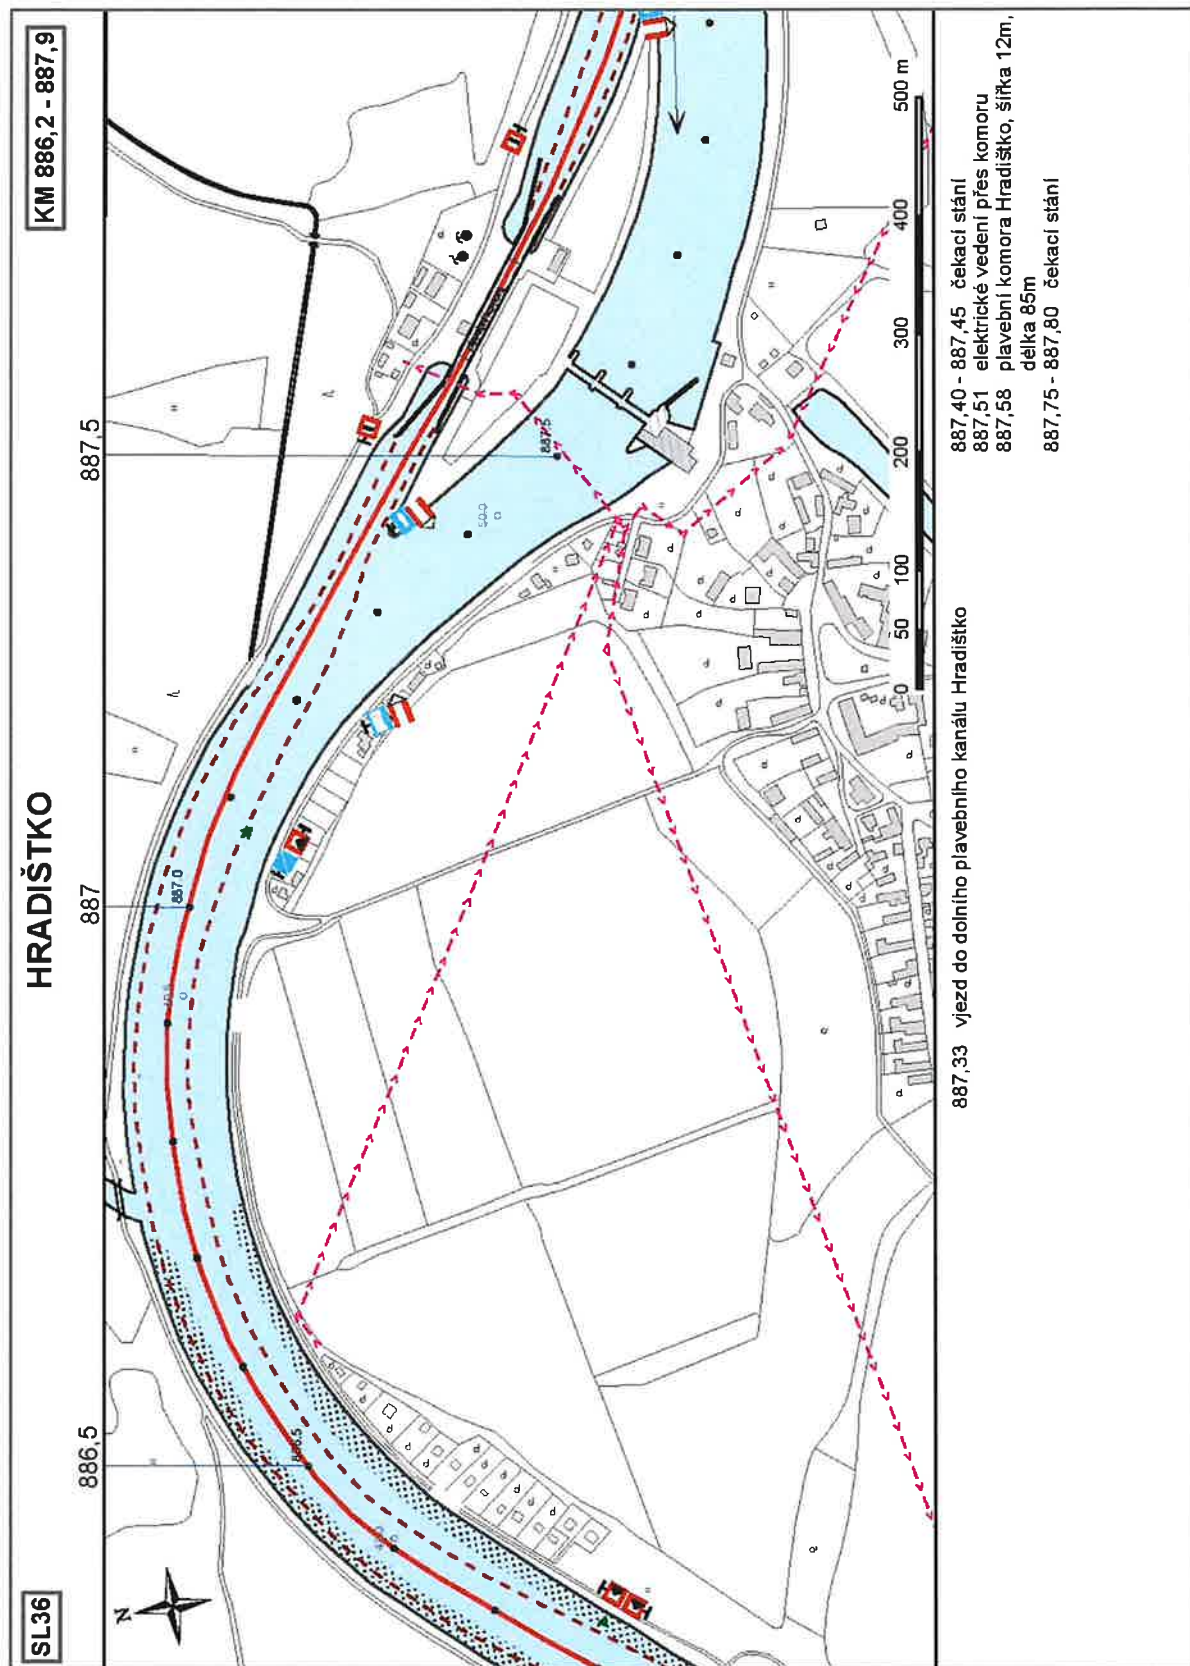 SL36
HRADIŠTKO
KM 886,2 - 887,9
886,5
887
887,5
886.5
887.0
887.5
50.0
0
50
100
200
300
400
500 m
N
887,33 vjezd do dolního plavebního kanálu Hradištko
887,40 - 887,45 čekací stání
887,51 elektrické vedení přes komoru
887,58 plavební komora Hradištko, šířka 12m,
délka 85m
887,75 - 887,80 čekací stání